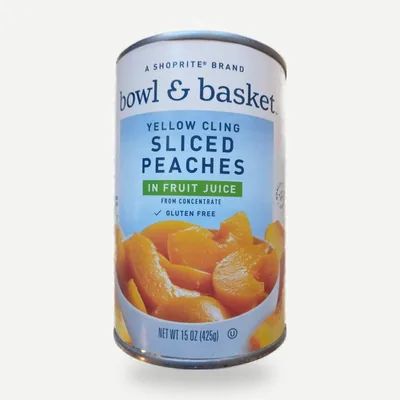 A SHOPRITE® BRAND
bowl & basket
YELLOW CLING
SLICED
PEACHES
IN FRUIT JUICE
FROM CONCENTRATE
✓ GLUTEN FREE
NET WT 15 OZ (425g) U